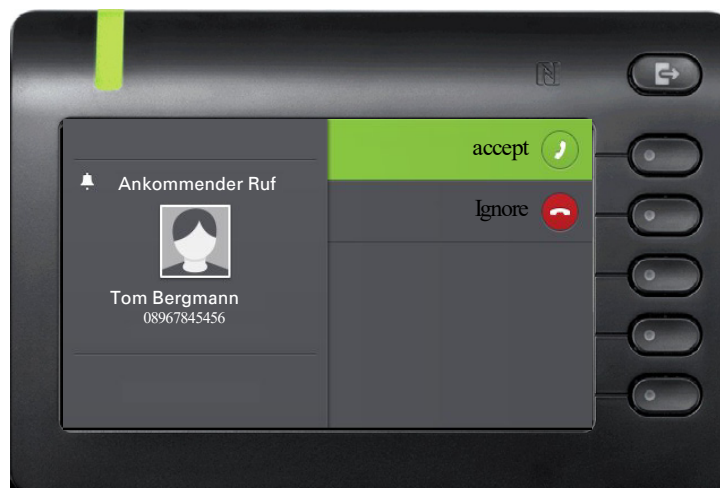 accept
Ankommender Ruf
Ignore
Tom Bergmann
08967845456